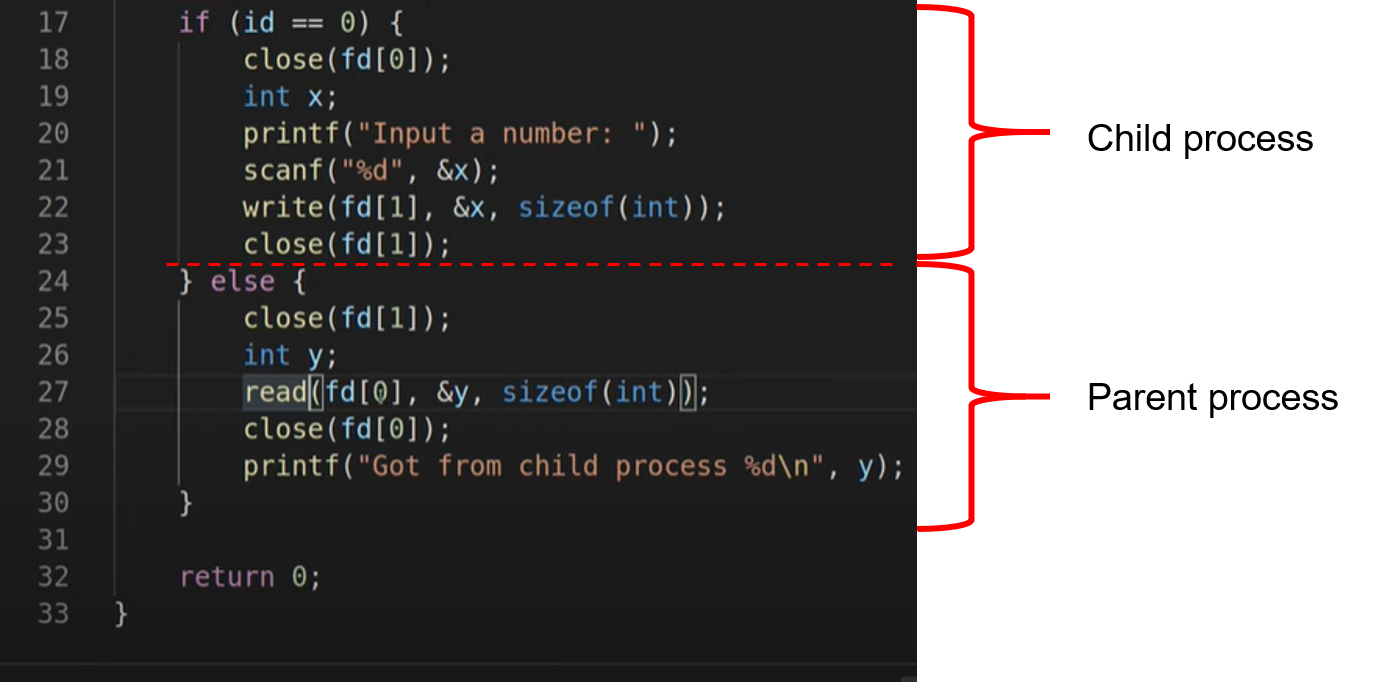 17 if (id == 0) {
18 close(fd[0]);
19 int x;
20 printf("Input a number: ");
21 scanf("%d", &x);
22 write(fd[1], &x, sizeof(int));
23 close(fd[1]);
Child process
24 } else {
25 close(fd[1]);
26 int y;
27 read(fd[0], &y, sizeof(int));
28 close(fd[0]);
29 printf("Got from child process %d\n", y);
30 }
31
32 return 0;
33 }
Parent process